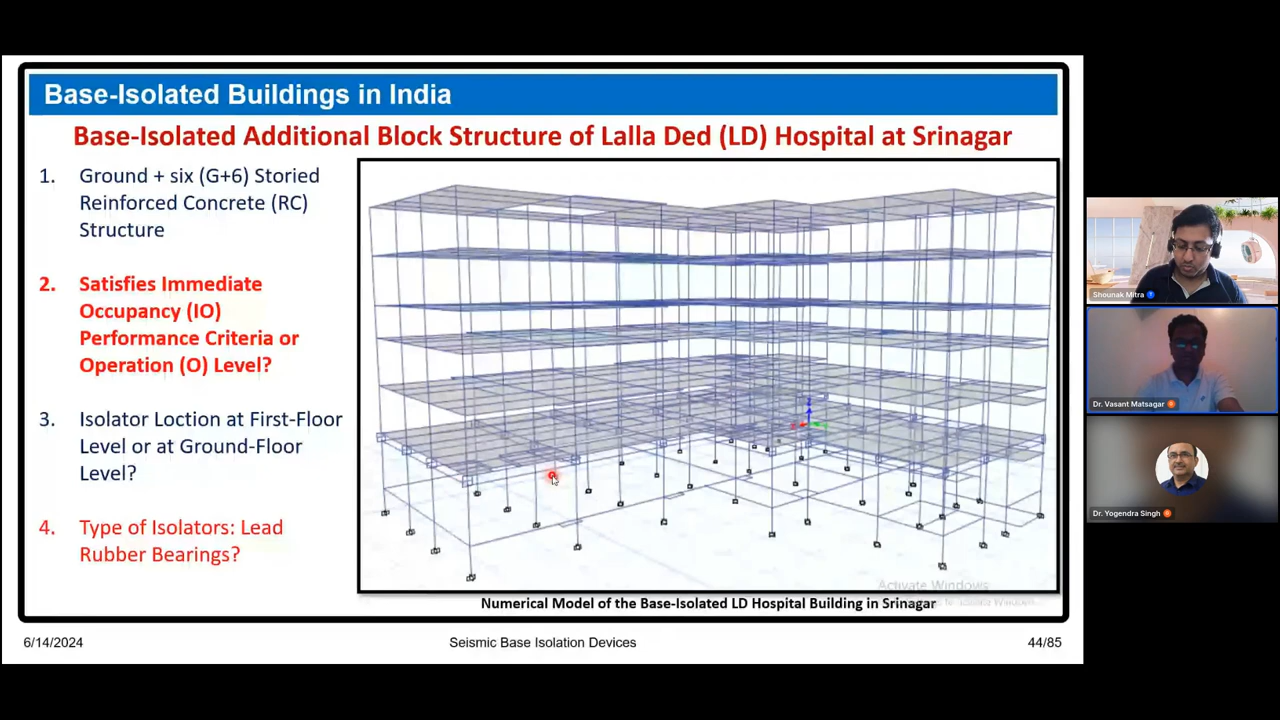 Base-Isolated Buildings in India
Base-Isolated Additional Block Structure of Lalla Ded (LD) Hospital at Srinagar
1. Ground + six (G+6) Storied
Reinforced Concrete (RC)
Structure
2. Satisfies Immediate
Occupancy (IO)
Performance Criteria or
Operation (O) Level?
3. Isolator Loction at First-Floor
Level or at Ground-Floor
Level?
4. Type of Isolators: Lead
Rubber Bearings?
Activate Windows
Numerical Model of the Base-Isolated LD Hospital Building in Srinagar
6/14/2024
Seismic Base Isolation Devices
44/85
Shounak Mitra
Dr. Vasant Matsagar
Dr. Yogendra Singh